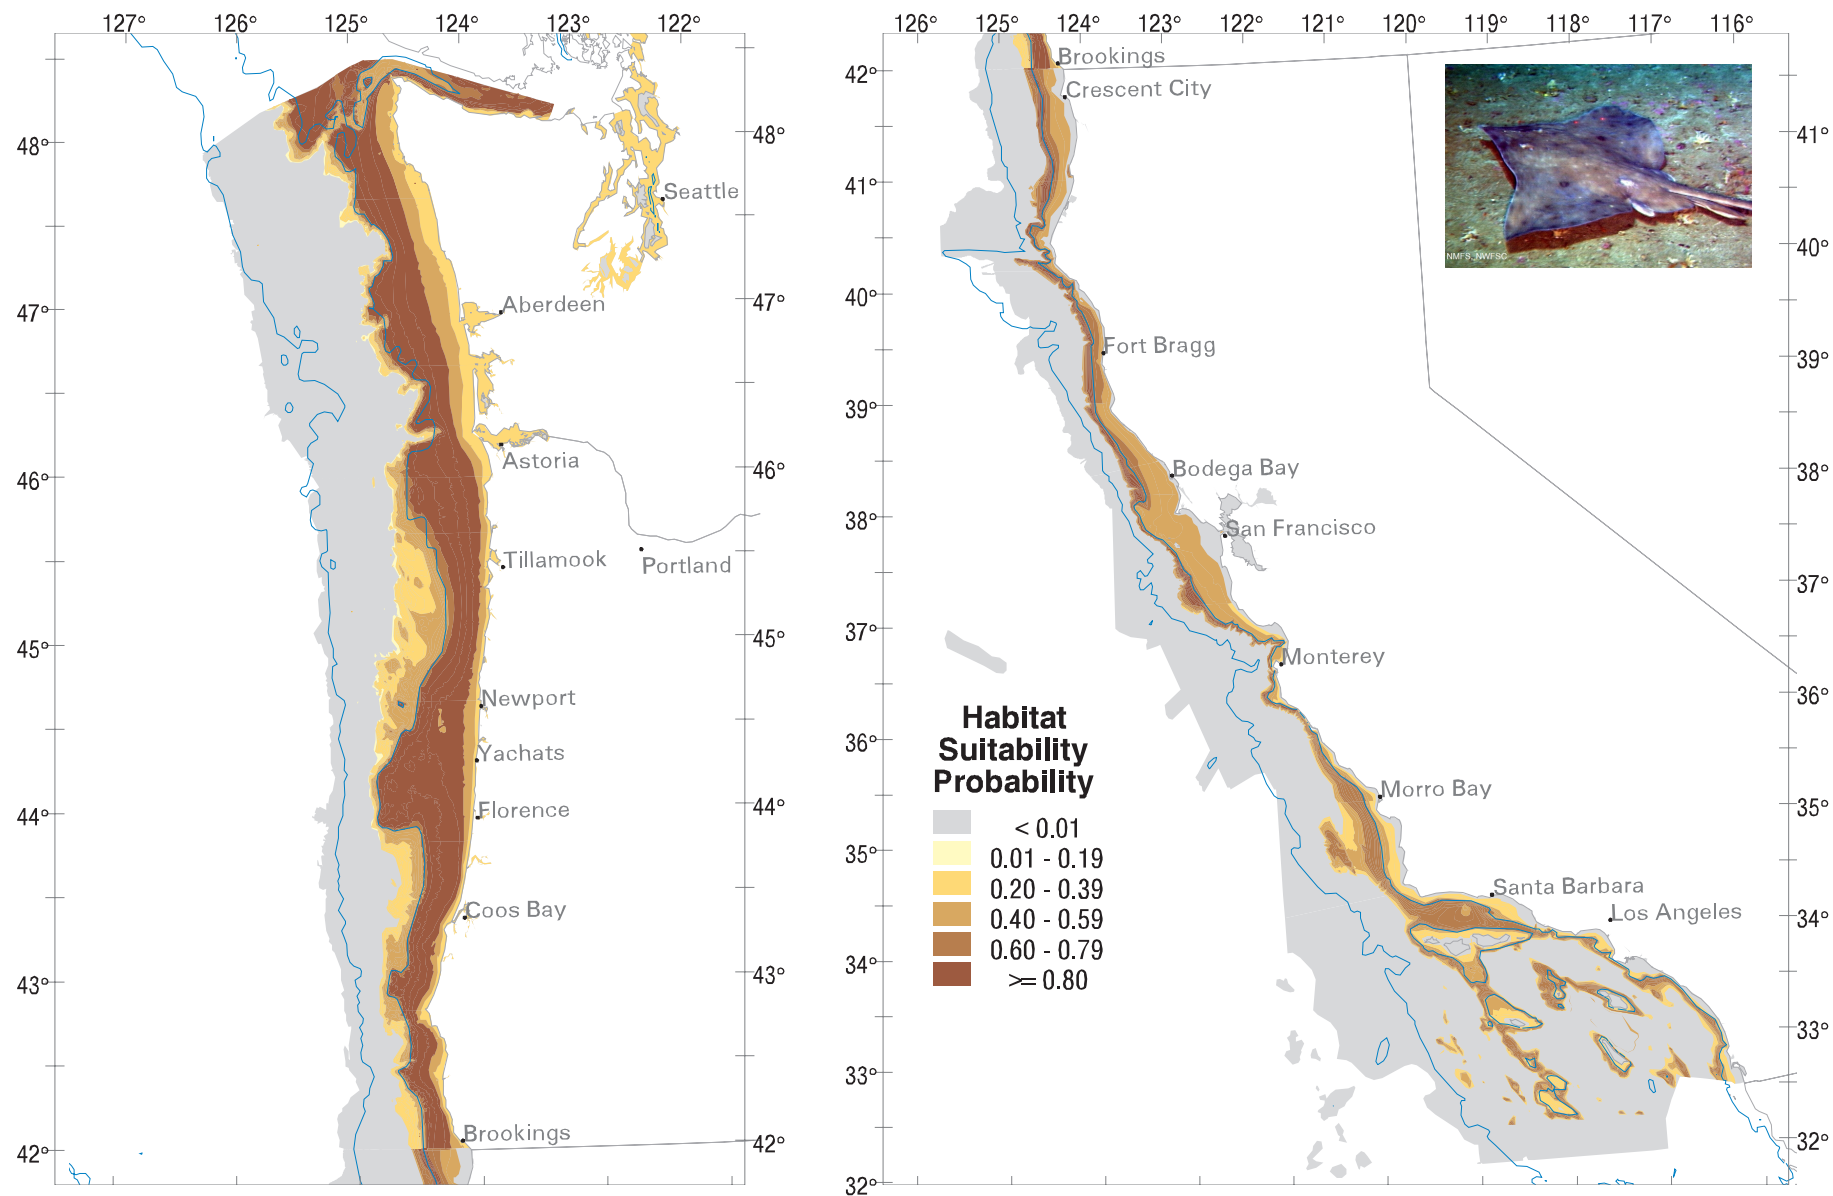 127° 126° 125° 124° 123° 122°
48°
47°
46°
45°
44°
43°
42°
48°
47°
46°
45°
44°
43°
42°
Seattle
Aberdeen
Astoria
Tillamook
Portland
Newport
Yachats
Florence
Coos Bay
Brookings
126° 125° 124° 123° 122° 121° 120° 119° 118° 117° 116°
42°
41°
40°
39°
38°
37°
36°
35°
34°
33°
32°
41°
40°
39°
38°
37°
36°
35°
34°
33°
32°
Brookings
Crescent City
NMFS_NWFSC
Fort Bragg
Bodega Bay
San Francisco
Monterey
Morro Bay
Santa Barbara
Los Angeles
Habitat
Suitability
Probability
< 0.01
0.01 - 0.19
0.20 - 0.39
0.40 - 0.59
0.60 - 0.79
>= 0.80